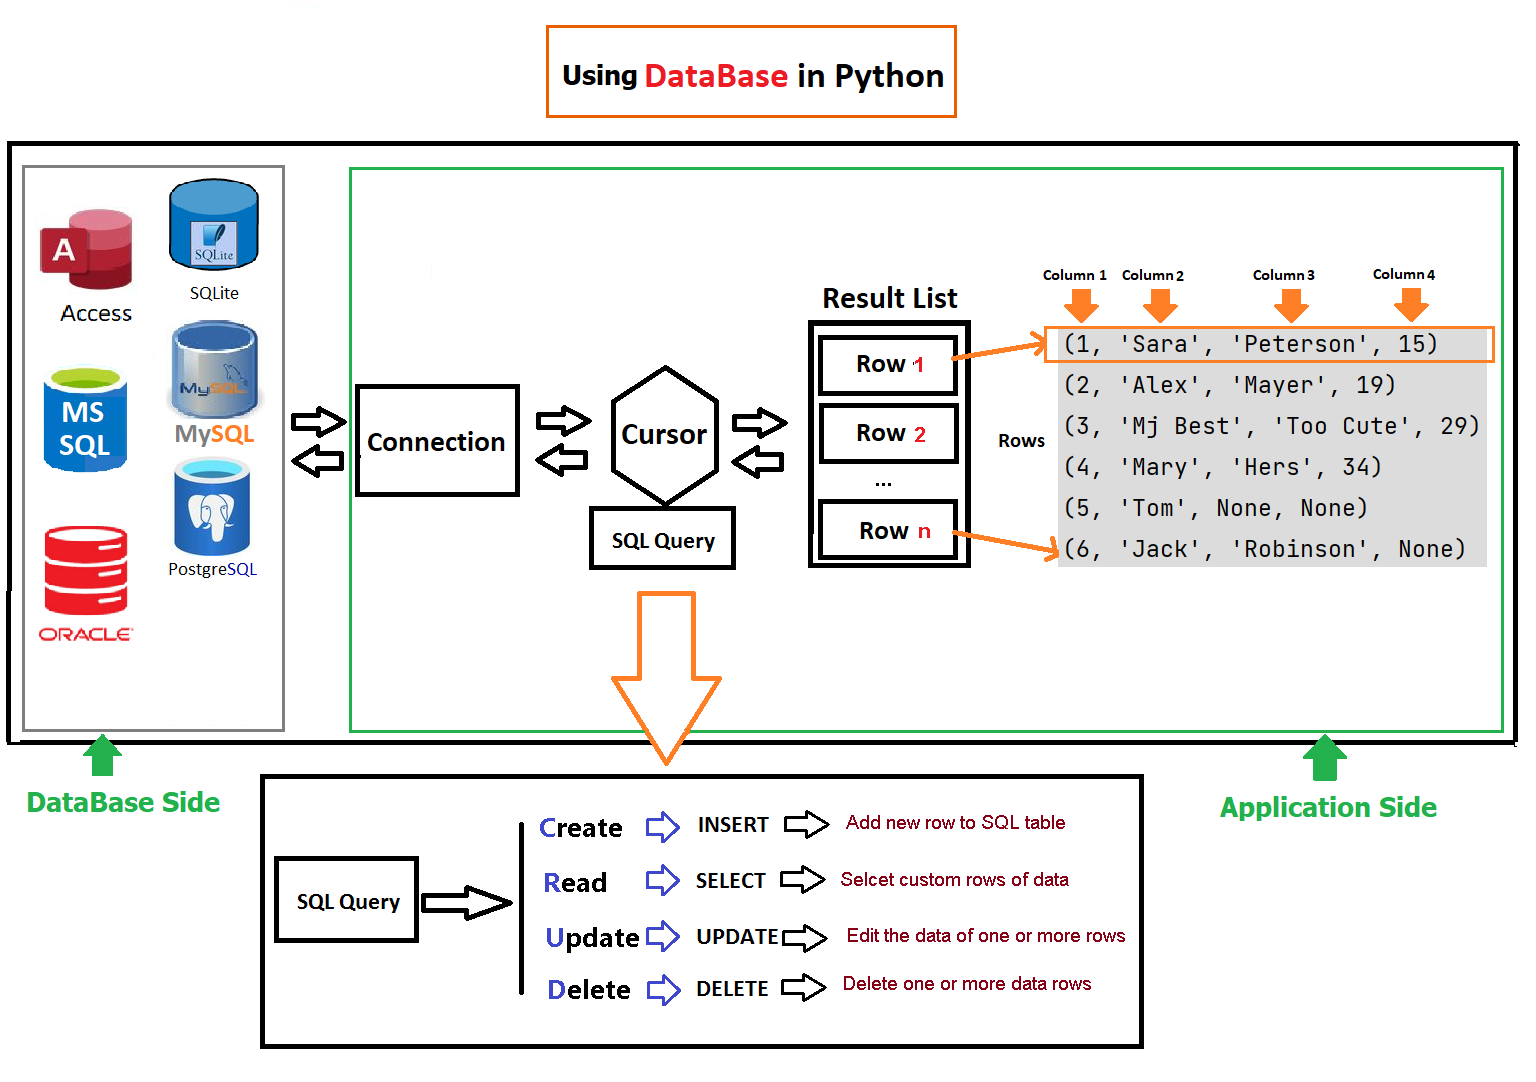 Using DataBase in Python
A
Access
SQLite
SQLite
MS
SQL
MySQL
MySQL
ORACLE
PostgreSQL
Connection
Cursor
SQL Query
Result List
Row 1
Row 2
...
Row n
Rows
Column 1 Column 2 Column 3 Column 4
(1, 'Sara', 'Peterson', 15)
(2, 'Alex', 'Mayer', 19)
(3, 'Mj Best', 'Too Cute', 29)
(4, 'Mary', 'Hers', 34)
(5, 'Tom', None, None)
(6, 'Jack', 'Robinson', None)
DataBase Side
Application Side
SQL Query
Create INSERT Add new row to SQL table
Read SELECT Selcet custom rows of data
Update UPDATE Edit the data of one or more rows
Delete DELETE Delete one or more data rows